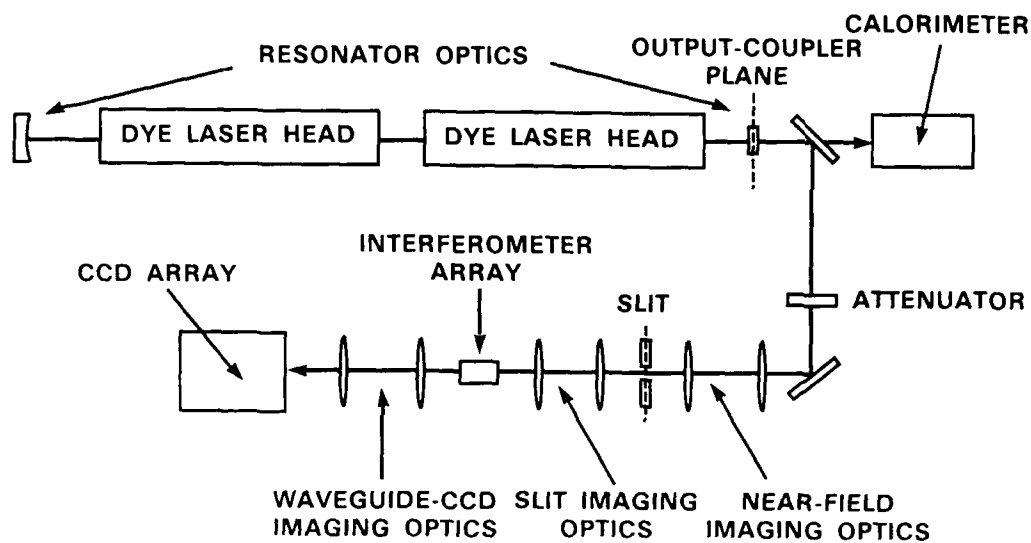 CALORIMETER
OUTPUT-COUPLER
PLANE
RESONATOR OPTICS
DYE LASER HEAD
DYE LASER HEAD
INTERFEROMETER
ARRAY
CCD ARRAY
SLIT
ATTENUATOR
WAVEGUIDE-CCD
IMAGING OPTICS
SLIT IMAGING
OPTICS
NEAR-FIELD
IMAGING OPTICS